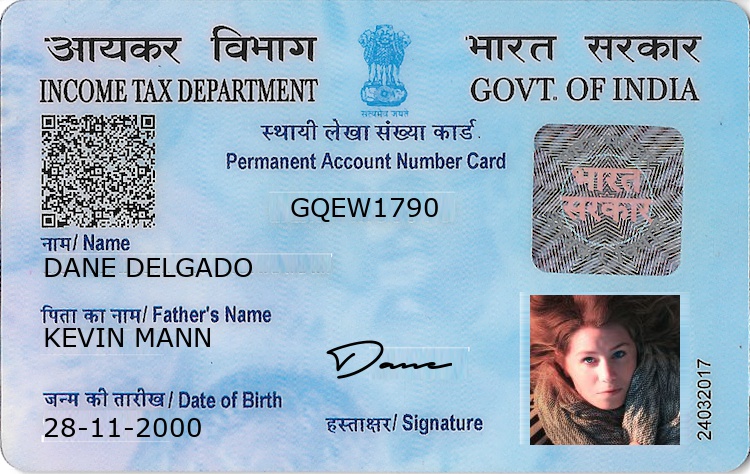 आयकर विभाग
INCOME TAX DEPARTMENT
भारत सरकार
GOVT. OF INDIA
सत्यमेव जयते
स्थायी लेखा संख्या कार्ड
Permanent Account Number Card
GQEW1790
भारत
सरकार
नाम/ Name
DANE DELGADO
पिता का नाम/ Father's Name
KEVIN MANN
Dane
जन्म की तारीख/ Date of Birth
28-11-2000
हस्ताक्षर/ Signature
24032017